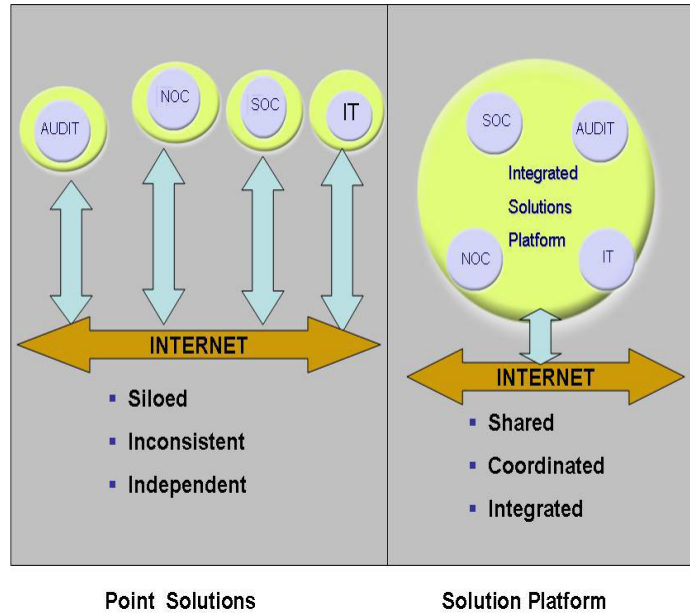 AUDIT
NOC
SOC
IT
INTERNET
▪ Siloed
▪ Inconsistent
▪ Independent
Point Solutions
SOC
AUDIT
Integrated
Solutions
Platform
NOC
IT
INTERNET
▪ Shared
▪ Coordinated
▪ Integrated
Solution Platform